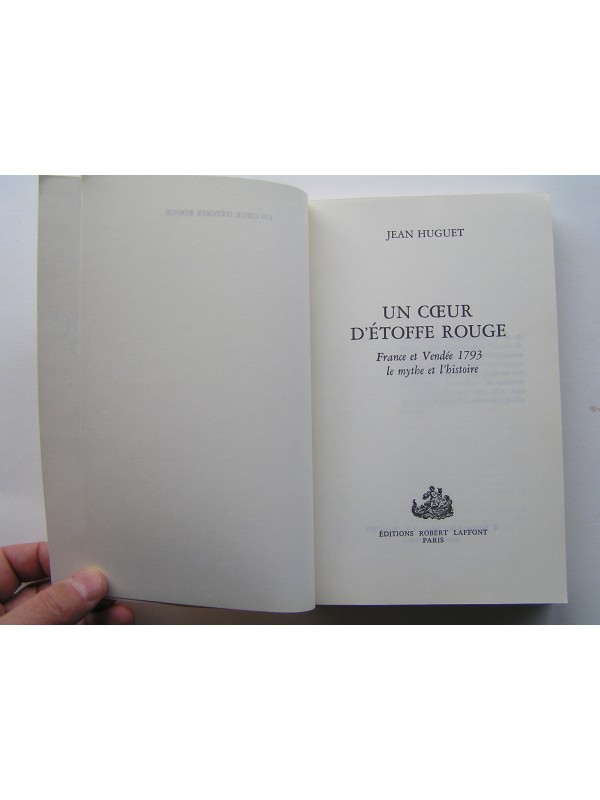 JEAN HUGUET
UN CŒUR
D'ÉTOFFE ROUGE
France et Vendée 1793
le mythe et l'histoire
ÉDITIONS ROBERT LAFFONT
PARIS